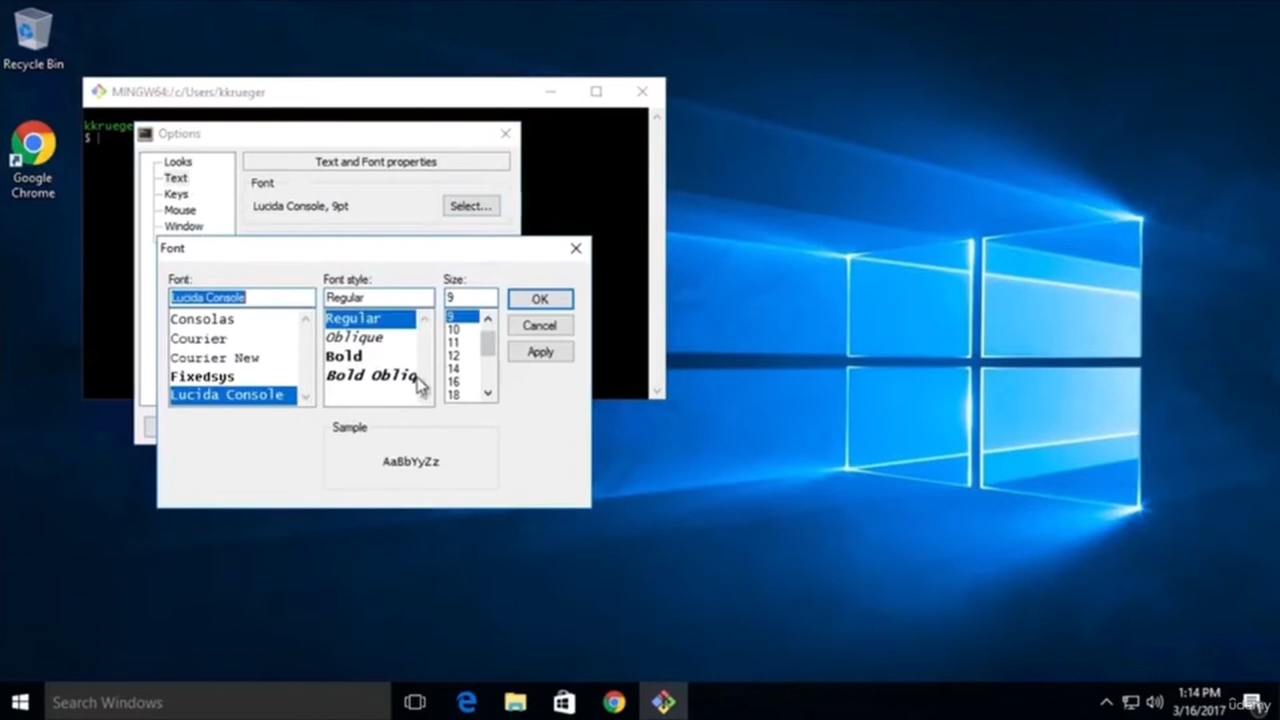 Recycle Bin
Google
Chrome
MINGW64:/c/Users/kkrueger
kkruege
$
Options
Looks
Text
Keys
Mouse
Window
Text and Font properties
Font
Lucida Console, 9pt
Select...
Font
Font:
Font style:
Size:
Lucida Console
Regular
9
OK
Cancel
Apply
Consolas
Courier
Courier New
Fixedsys
Lucida Console
Regular
Oblique
Bold
Bold Obliq
9
10
11
12
14
16
18
Sample
AaBbYyZz
Search Windows
1:14 PM
3/16/2017
ûdemy